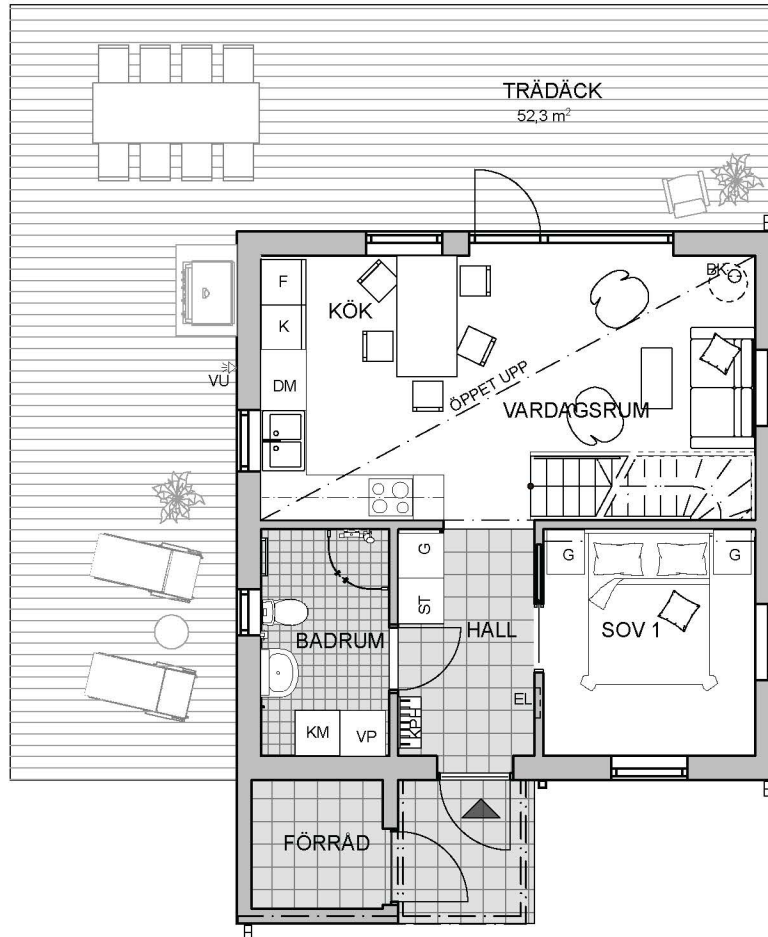 TRÄDÄCK
52,3 m²
BK
F
KÖK
K
VU
DM
ÖPPET UPP
VARDAGSRUM
G
G
G
ST
HALL
SOV 1
BADRUM
EL
KPH
KM
VP
FÖRRÅD